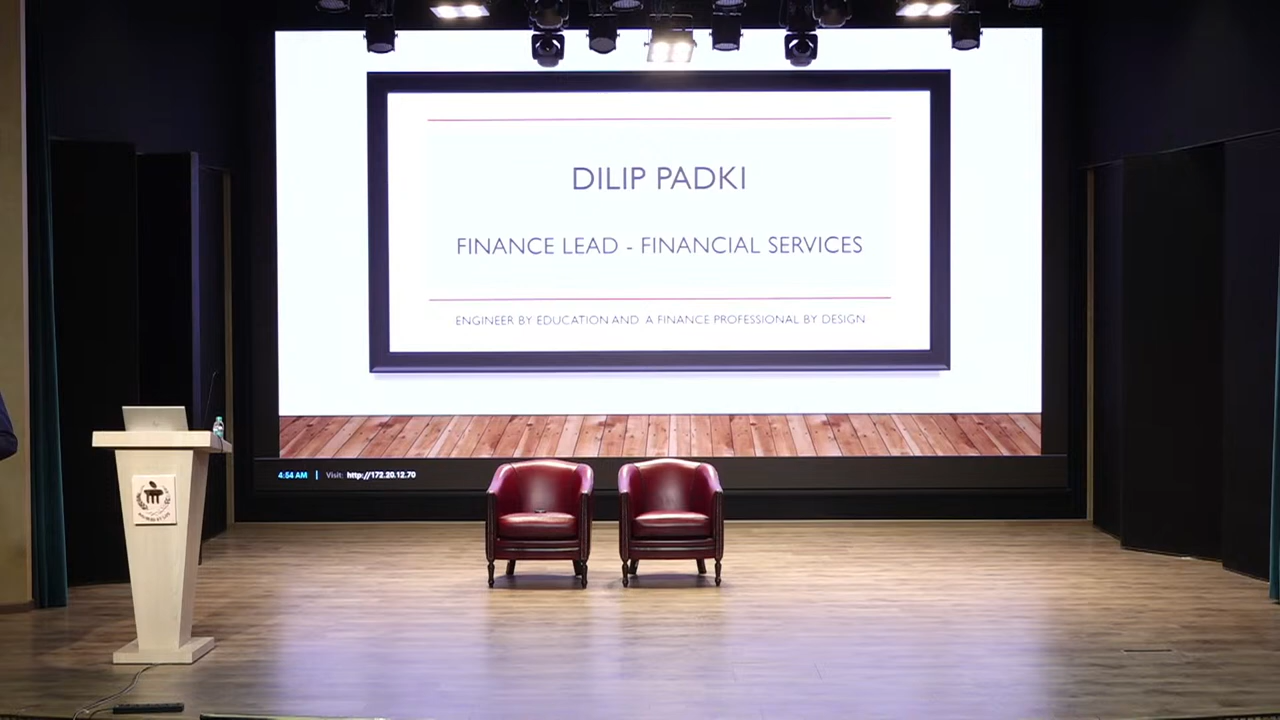 DILIP PADKI
FINANCE LEAD - FINANCIAL SERVICES
ENGINEER BY EDUCATION AND A FINANCE PROFESSIONAL BY DESIGN
4:54 AM | Visit: http://172.20.12.70